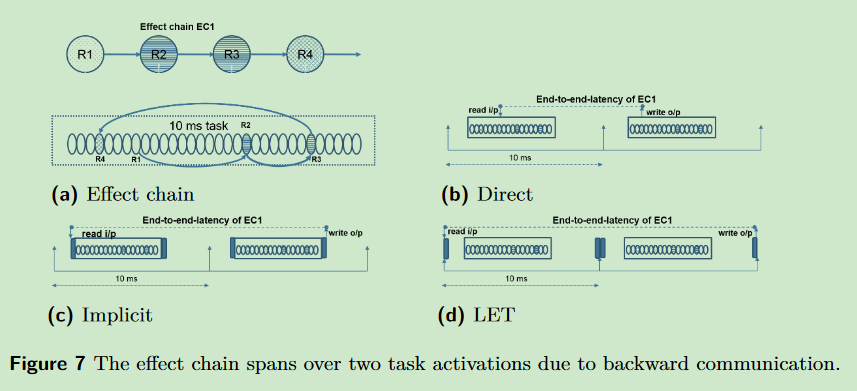 Effect chain EC1
R1 R2 R3 R4
10 ms task R2
R4 R1 R3
(a) Effect chain
End-to-end-latency of EC1
read i/p write o/p
10 ms
(b) Direct
End-to-end-latency of EC1
read i/p write o/p
10 ms
(c) Implicit
End-to-end-latency of EC1
read i/p write o/p
10 ms
(d) LET
Figure 7 The effect chain spans over two task activations due to backward communication.